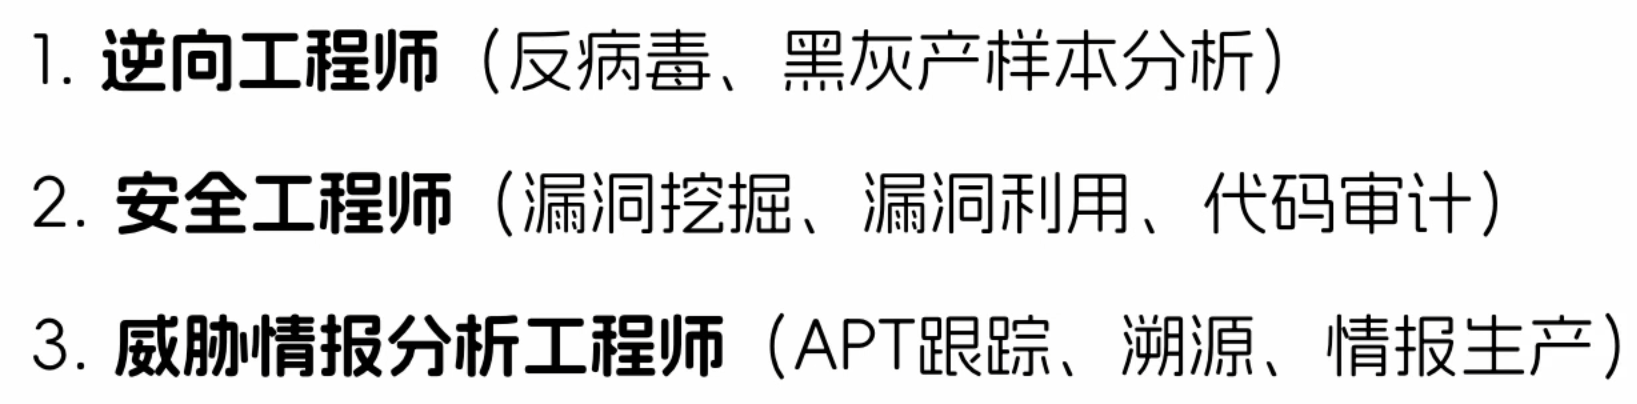 1. 逆向工程师（反病毒、黑灰产样本分析）
2. 安全工程师（漏洞挖掘、漏洞利用、代码审计）
3. 威胁情报分析工程师（APT跟踪、溯源、情报生产）